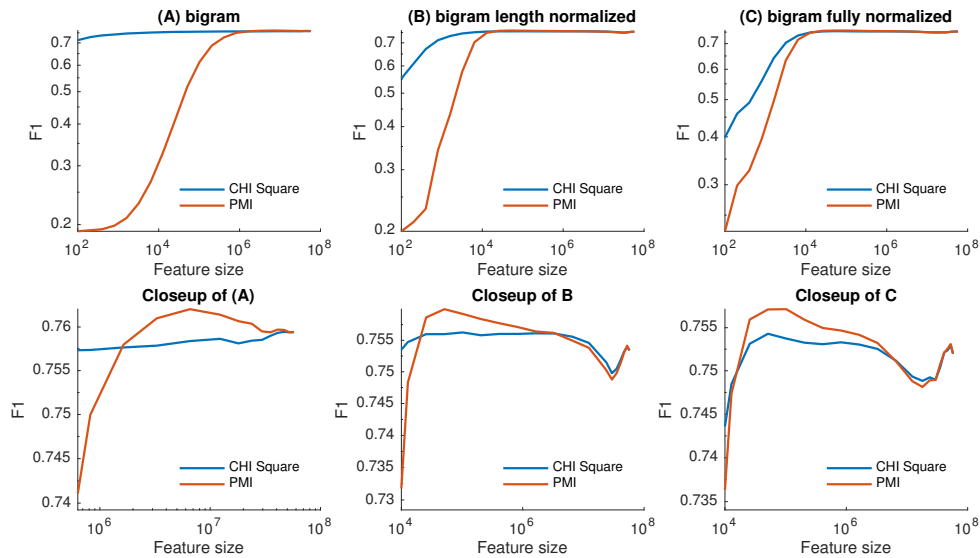 (A) bigram
0.7
0.6
0.5
0.4
0.3
0.2
F1
CHI Square
PMI
10^2
10^4
10^6
10^8
Feature size
(B) bigram length normalized
0.7
0.6
0.5
0.4
0.3
0.2
F1
CHI Square
PMI
10^2
10^4
10^6
10^8
Feature size
(C) bigram fully normalized
0.7
0.6
0.5
0.4
0.3
F1
CHI Square
PMI
10^2
10^4
10^6
10^8
Feature size
Closeup of (A)
0.76
0.755
0.75
0.745
0.74
F1
CHI Square
PMI
10^6
10^7
10^8
Feature size
Closeup of B
0.755
0.75
0.745
0.74
0.735
0.73
F1
CHI Square
PMI
10^4
10^6
10^8
Feature size
Closeup of C
0.755
0.75
0.745
0.74
0.735
F1
CHI Square
PMI
10^4
10^6
10^8
Feature size